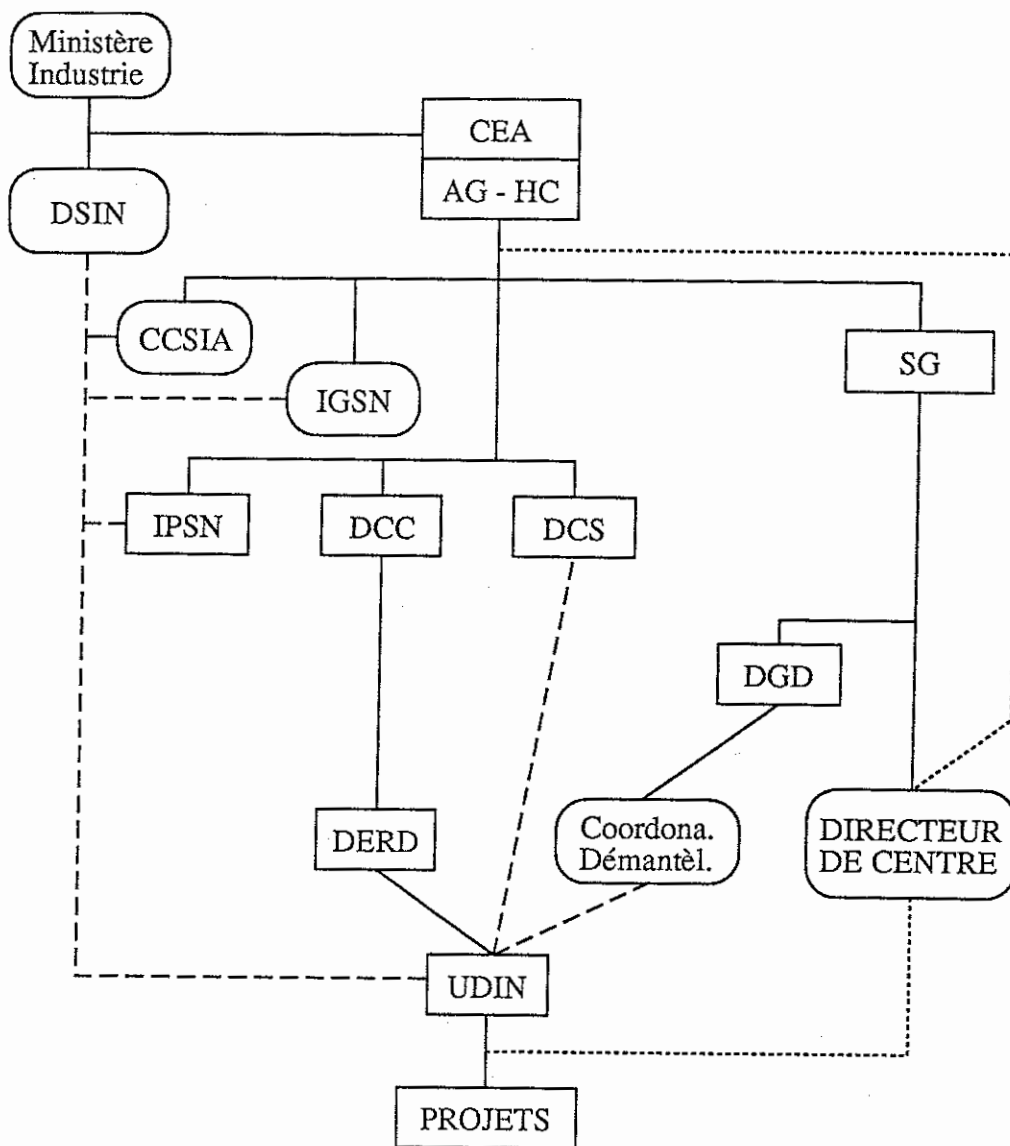 Ministère
Industrie
CEA
AG - HC
DSIN
CCSIA
SG
IGSN
IPSN
DCC
DCS
DGD
DERD
Coordona.
Démantèl.
DIRECTEUR
DE CENTRE
UDIN
PROJETS